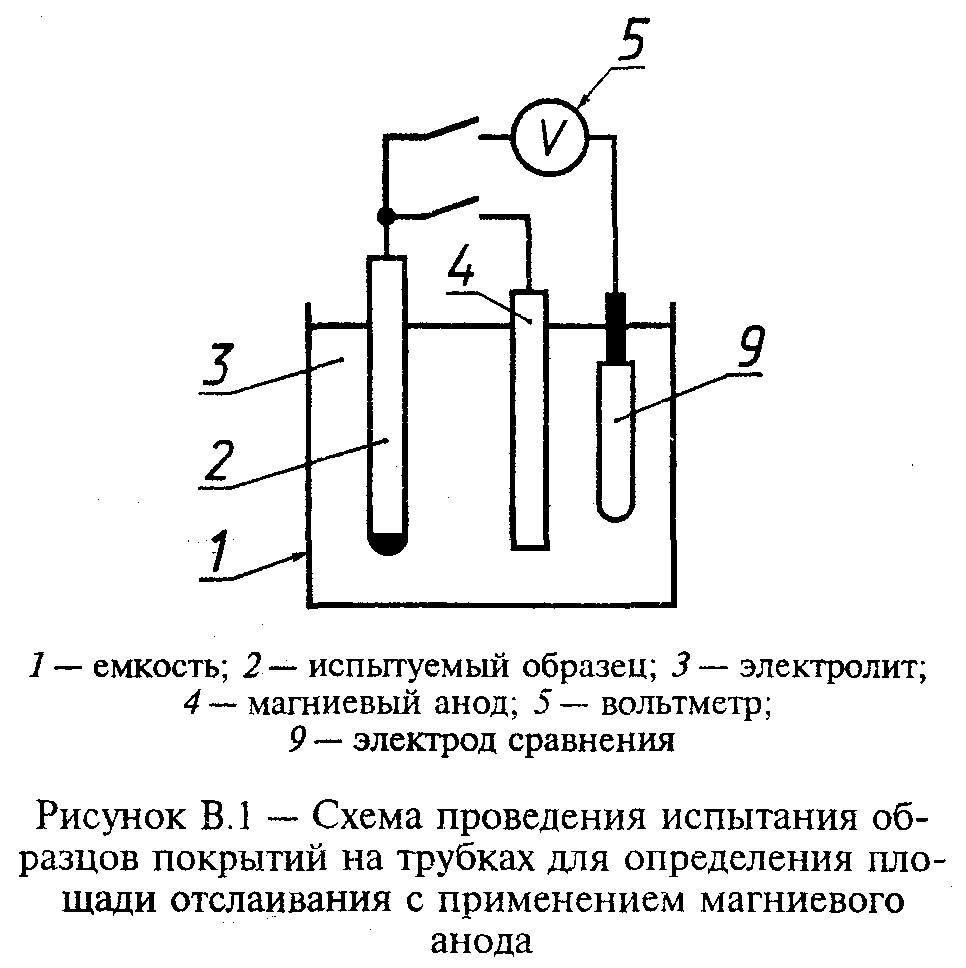 5
V
4
3
9
2
1
1 — емкость; 2 — испытуемый образец; 3 — электролит;
4 — магниевый анод; 5 — вольтметр;
9 — электрод сравнения
Рисунок В.1 — Схема проведения испытания об-
разцов покрытий на трубках для определения пло-
щади отслаивания с применением магниевого
анода